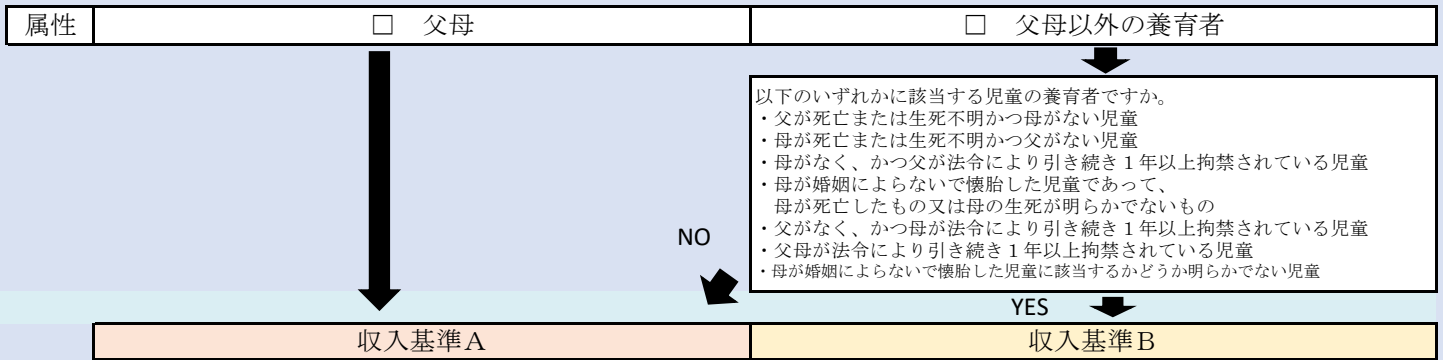 属性
□ 父母
□ 父母以外の養育者
以下のいずれかに該当する児童の養育者ですか。
・父が死亡または生死不明かつ母がない児童
・母が死亡または生死不明かつ父がない児童
・母がなく、かつ父が法令により引き続き１年以上拘禁されている児童
・母が婚姻によらないで懐胎した児童であって、
母が死亡したもの又は母の生死が明らかでないもの
・父がなく、かつ母が法令により引き続き１年以上拘禁されている児童
・父母が法令により引き続き１年以上拘禁されている児童
・母が婚姻によらないで懐胎した児童に該当するかどうか明らかでない児童
NO
YES
収入基準Ａ
収入基準Ｂ